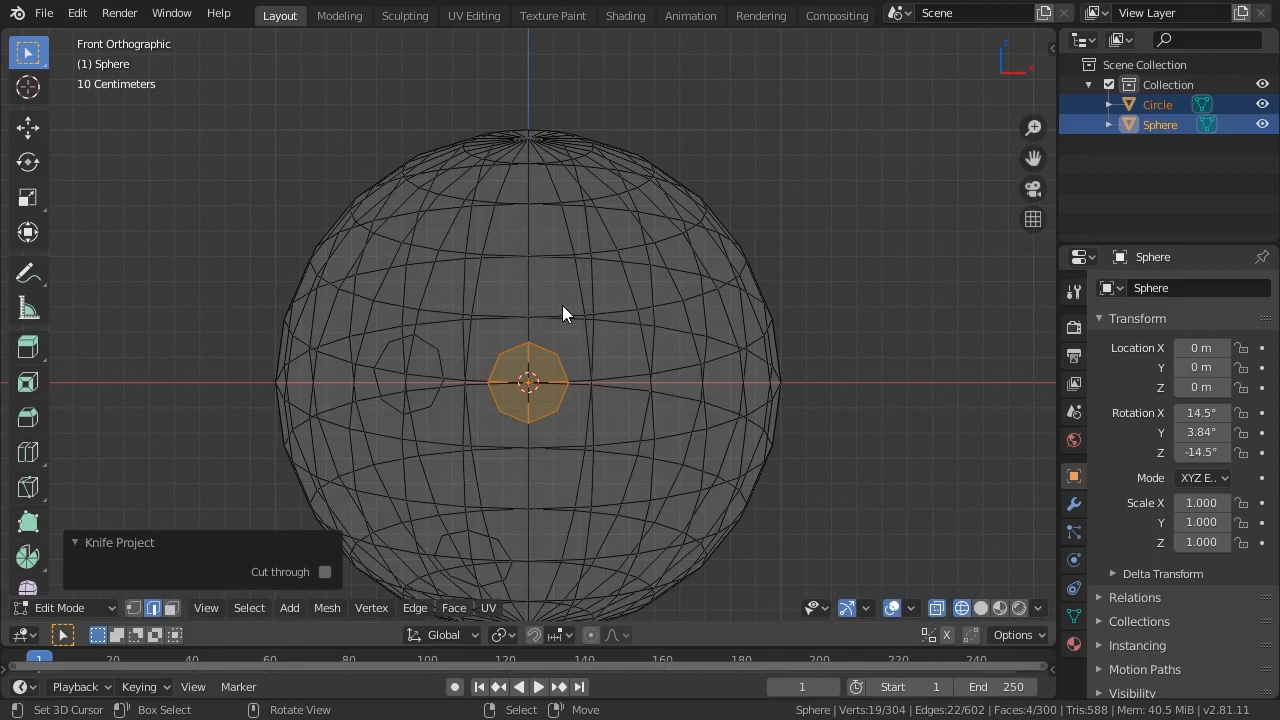 File Edit Render Window Help Layout Modeling Sculpting UV Editing Texture Paint Shading Animation Rendering Compositing Scene View Layer
Front Orthographic
(1) Sphere
10 Centimeters
Z
X
Scene Collection
Collection
Circle
Sphere
Sphere
Sphere
Transform
Location X 0 m
Y 0 m
Z 0 m
Rotation X 14.5°
Y 3.84°
Z -14.5°
Mode XYZ E..
Scale X 1.000
Y 1.000
Z 1.000
Delta Transform
Relations
Collections
Instancing
Motion Paths
Visibility
Knife Project
Cut through
Edit Mode View Select Add Mesh Vertex Edge Face UV
Global X Options
1 20 60 80 100 120 140 160 180 200 220 240
Playback Keying View Marker 1 Start 1 End 250
Set 3D Cursor Box Select Rotate View Select Move Sphere | Verts:19/304 | Edges:22/602 | Faces:4/300 | Tris:588 | Mem: 40.5 MiB | v2.81.11